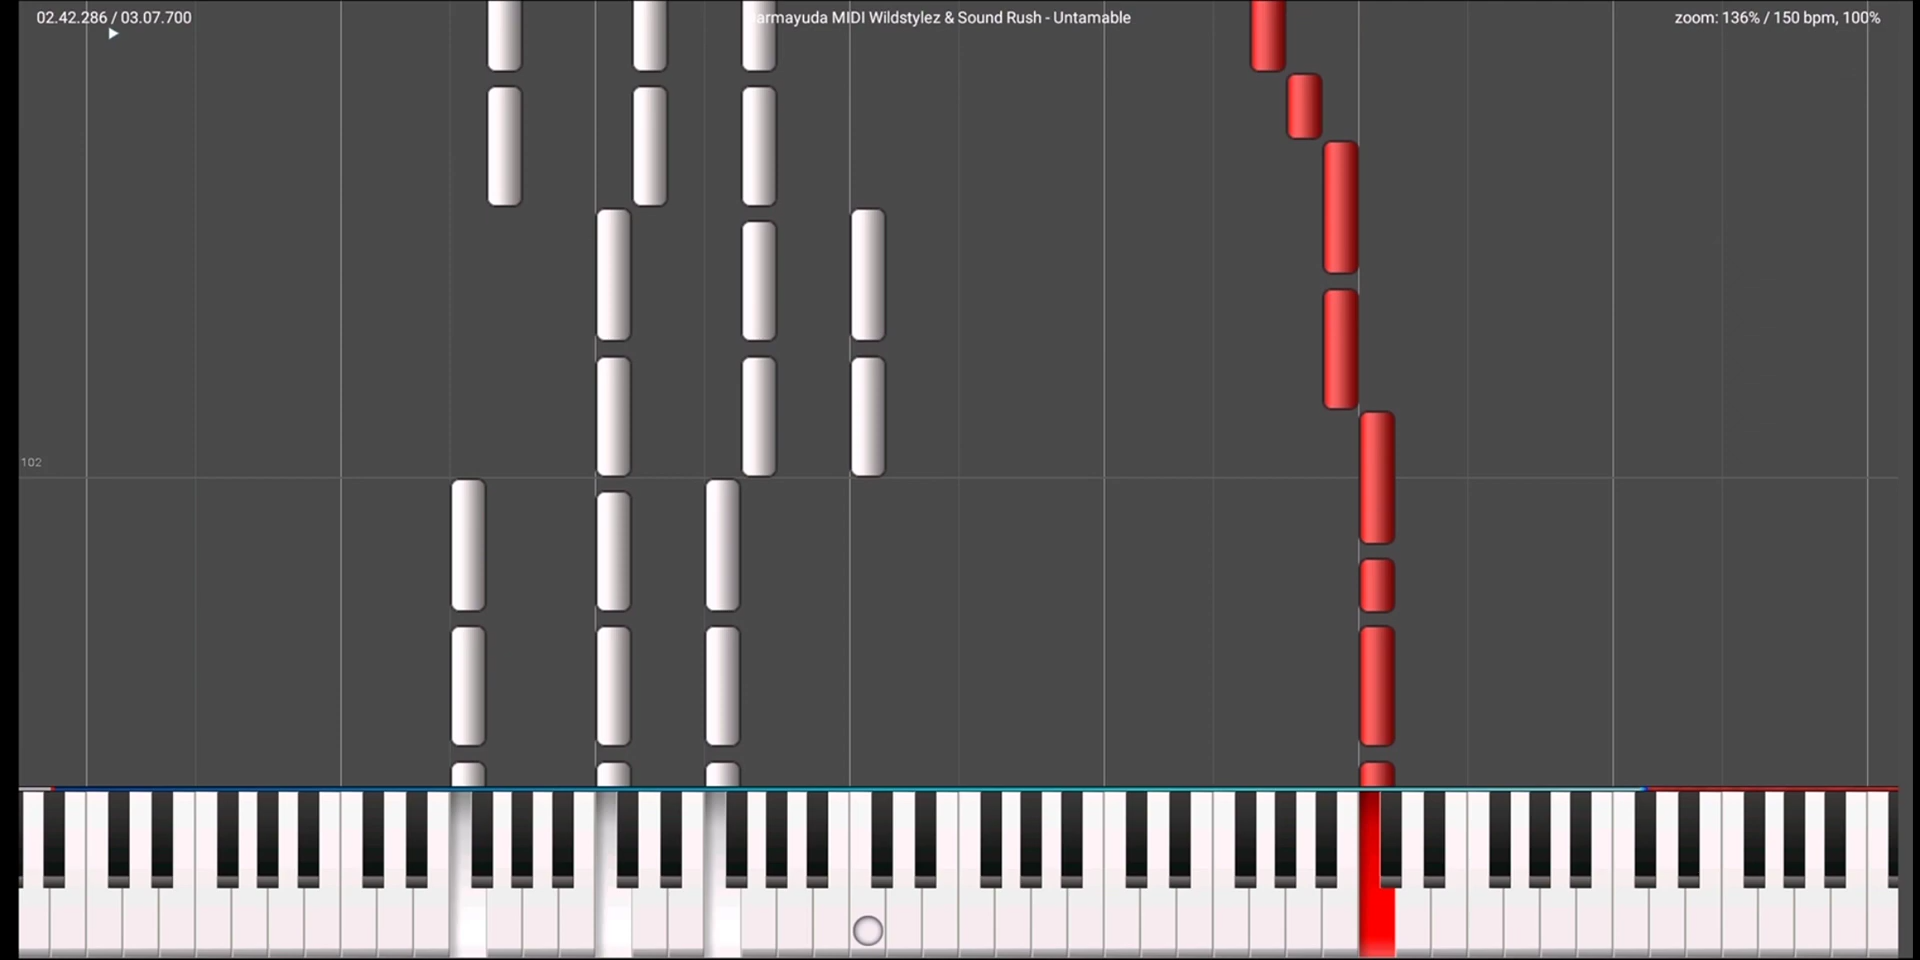 02.42.286 / 03.07.700
armayuda MIDI Wildstylez & Sound Rush - Untamable
zoom: 136% / 150 bpm, 100%
102